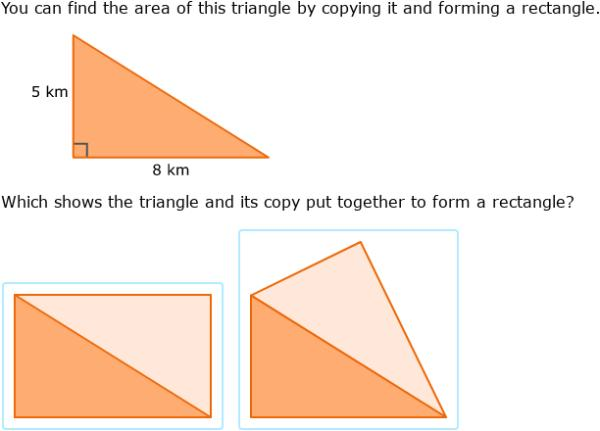 You can find the area of this triangle by copying it and forming a rectangle.
5 km
8 km
Which shows the triangle and its copy put together to form a rectangle?